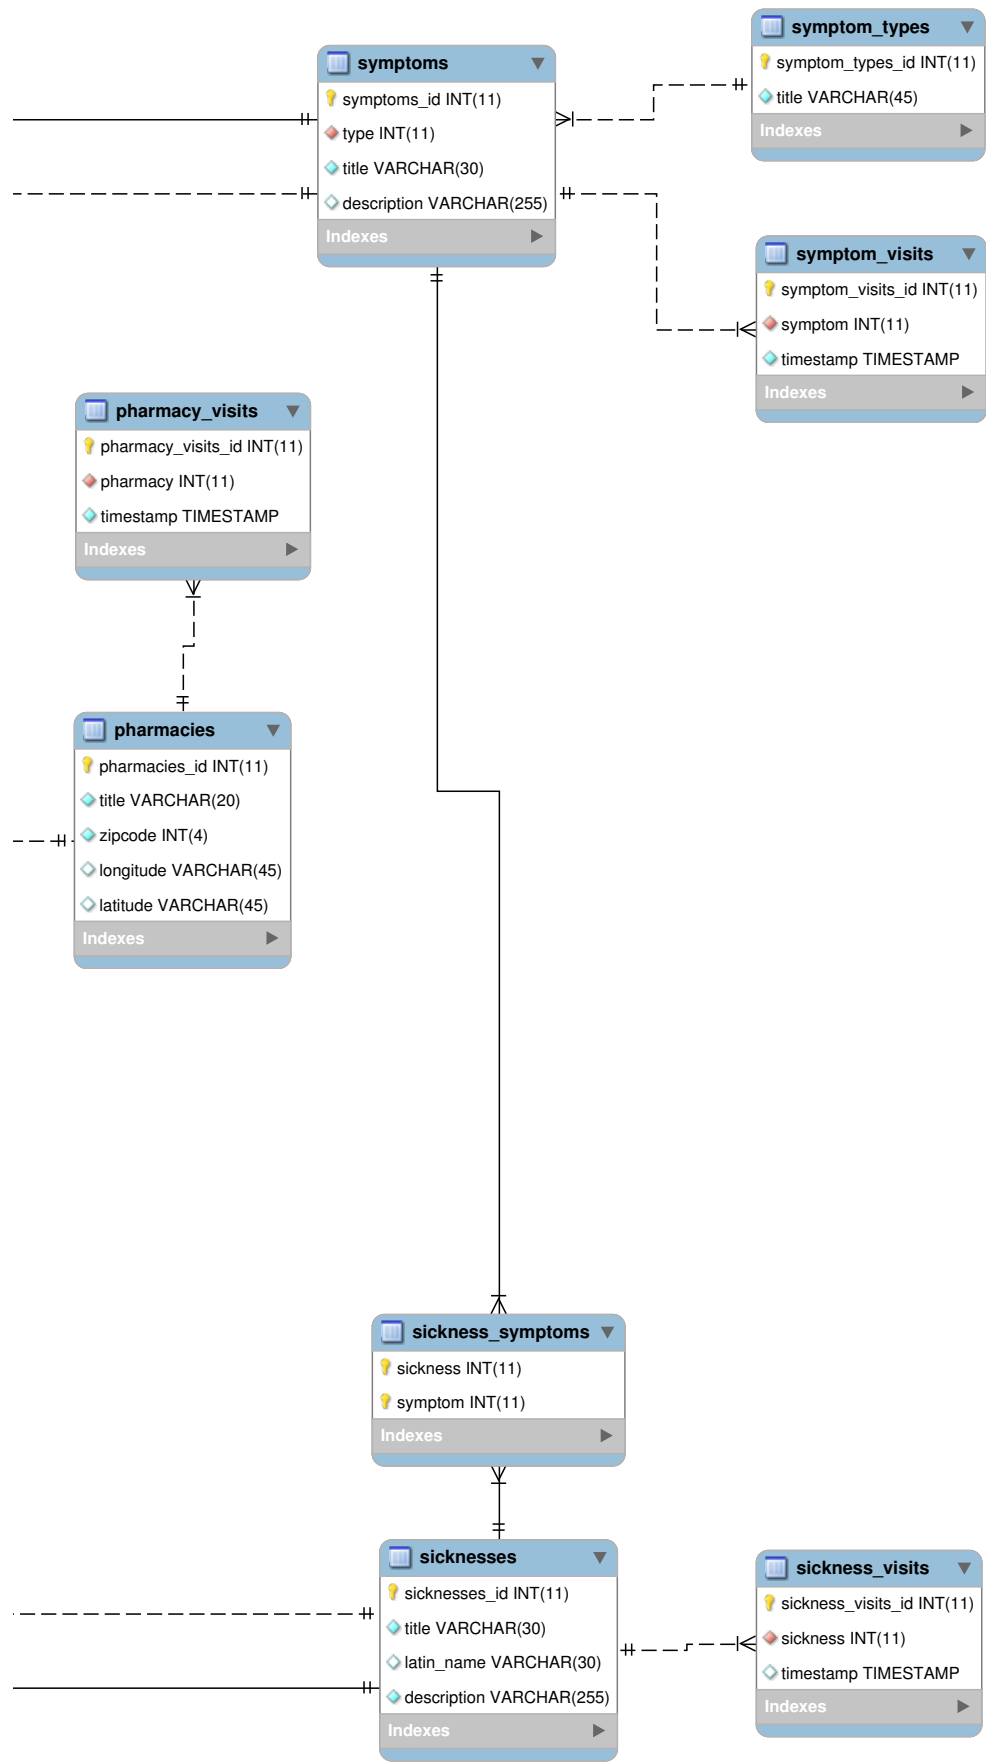 symptom_types
symptom_types_id INT(11)
title VARCHAR(45)
Indexes
symptoms
symptoms_id INT(11)
type INT(11)
title VARCHAR(30)
description VARCHAR(255)
Indexes
symptom_visits
symptom_visits_id INT(11)
symptom INT(11)
timestamp TIMESTAMP
Indexes
pharmacy_visits
pharmacy_visits_id INT(11)
pharmacy INT(11)
timestamp TIMESTAMP
Indexes
pharmacies
pharmacies_id INT(11)
title VARCHAR(20)
zipcode INT(4)
longitude VARCHAR(45)
latitude VARCHAR(45)
Indexes
sickness_symptoms
sickness INT(11)
symptom INT(11)
Indexes
sicknesses
sicknesses_id INT(11)
title VARCHAR(30)
latin_name VARCHAR(30)
description VARCHAR(255)
Indexes
sickness_visits
sickness_visits_id INT(11)
sickness INT(11)
timestamp TIMESTAMP
Indexes